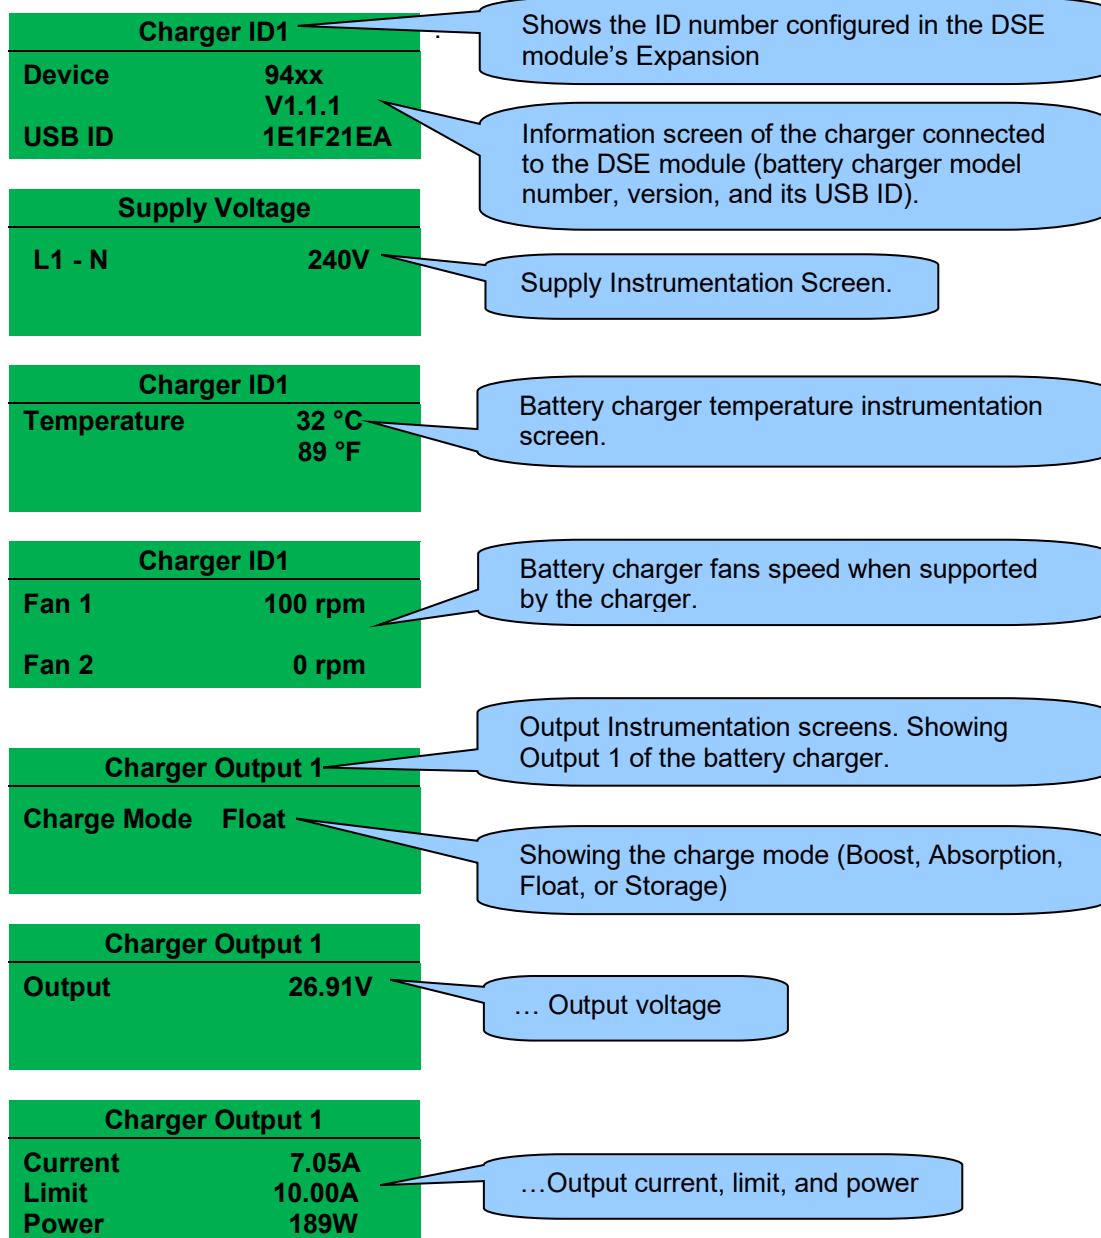 Charger ID1
.
Shows the ID number configured in the DSE
module's Expansion
Device 94xx
V1.1.1
USB ID 1E1F21EA
Information screen of the charger connected
to the DSE module (battery charger model
number, version, and its USB ID).
Supply Voltage
L1 - N 240V
Supply Instrumentation Screen.
Charger ID1
Temperature 32 °C
89 °F
Battery charger temperature instrumentation
screen.
Charger ID1
Fan 1 100 rpm
Fan 2 0 rpm
Battery charger fans speed when supported
by the charger.
Output Instrumentation screens. Showing
Output 1 of the battery charger.
Charger Output 1
Charge Mode Float
Showing the charge mode (Boost, Absorption,
Float, or Storage)
Charger Output 1
Output 26.91V
… Output voltage
Charger Output 1
Current 7.05A
Limit 10.00A
Power 189W
…Output current, limit, and power